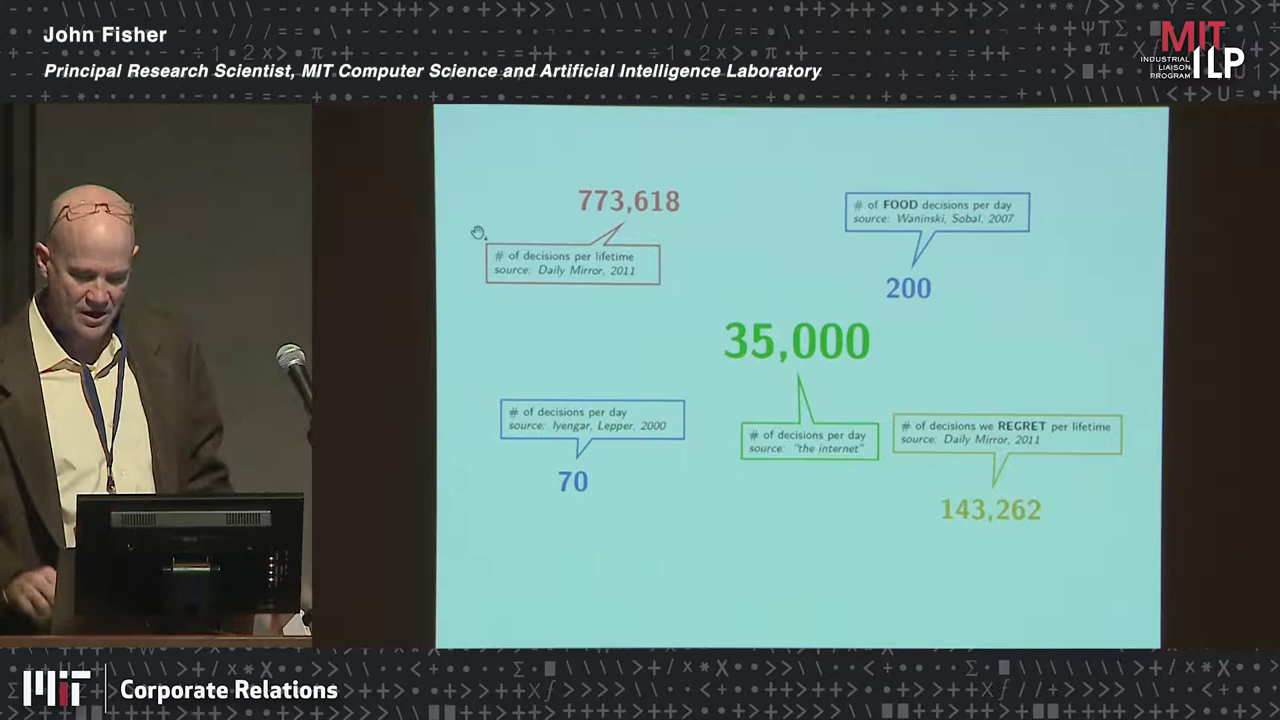 John Fisher
Principal Research Scientist, MIT Computer Science and Artificial Intelligence Laboratory
MIT
INDUSTRIAL
LIAISON
PROGRAM
ILP
773,618
# of decisions per lifetime
source: Daily Mirror, 2011
# of FOOD decisions per day
source: Waninski, Sobal, 2007
200
35,000
# of decisions per day
source: Iyengar, Lepper, 2000
70
# of decisions per day
source: "the internet"
# of decisions we REGRET per lifetime
source: Daily Mirror, 2011
143,262
MIT
Corporate Relations